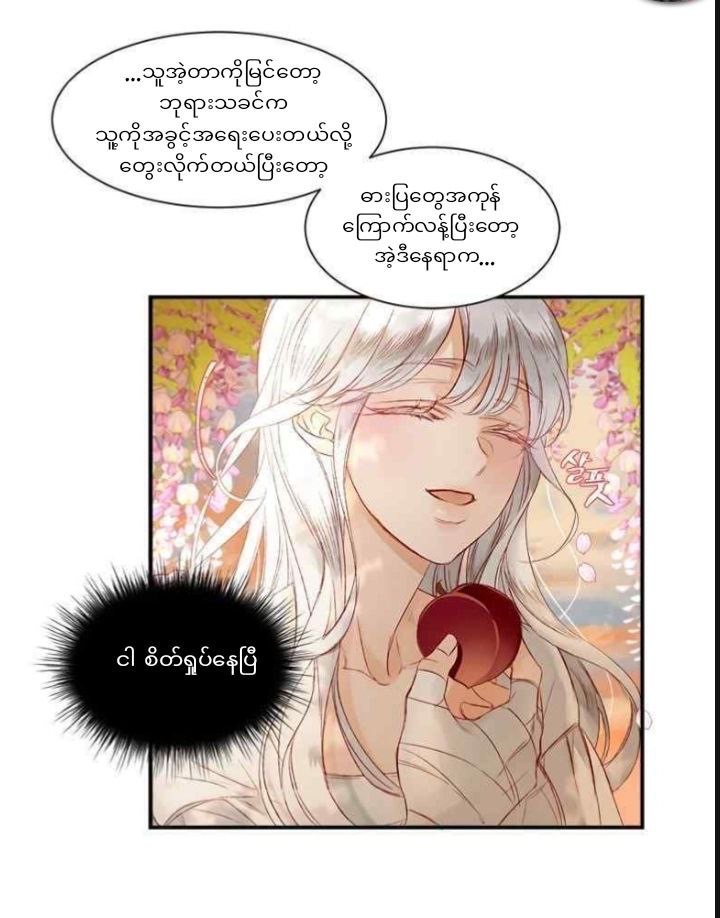 ...သူအဲ့တာကိုမြင်တော့
ဘုရားသခင်က
သူ့ကိုအခွင့်အရေးပေးတယ်လို့
တွေးလိုက်တယ်ပြီးတော့
ဓားပြတွေအကုန်
ကြောက်လန့်ပြီးတော့
အဲ့ဒီနေရာက...
살풋
ငါ စိတ်ရှုပ်နေပြီ